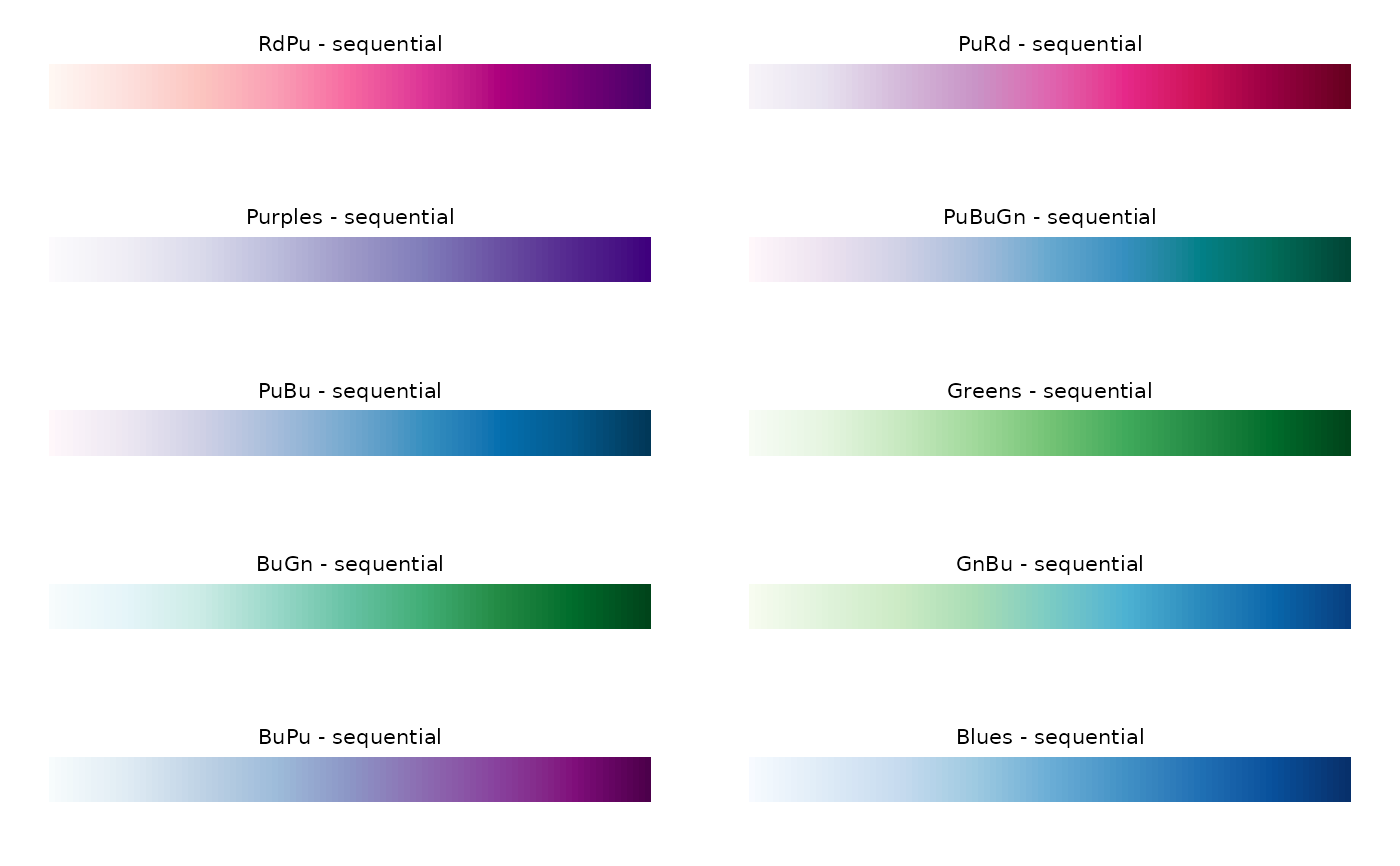 RdPu - sequential
PuRd - sequential
Purples - sequential
PuBuGn - sequential
PuBu - sequential
Greens - sequential
BuGn - sequential
GnBu - sequential
BuPu - sequential
Blues - sequential